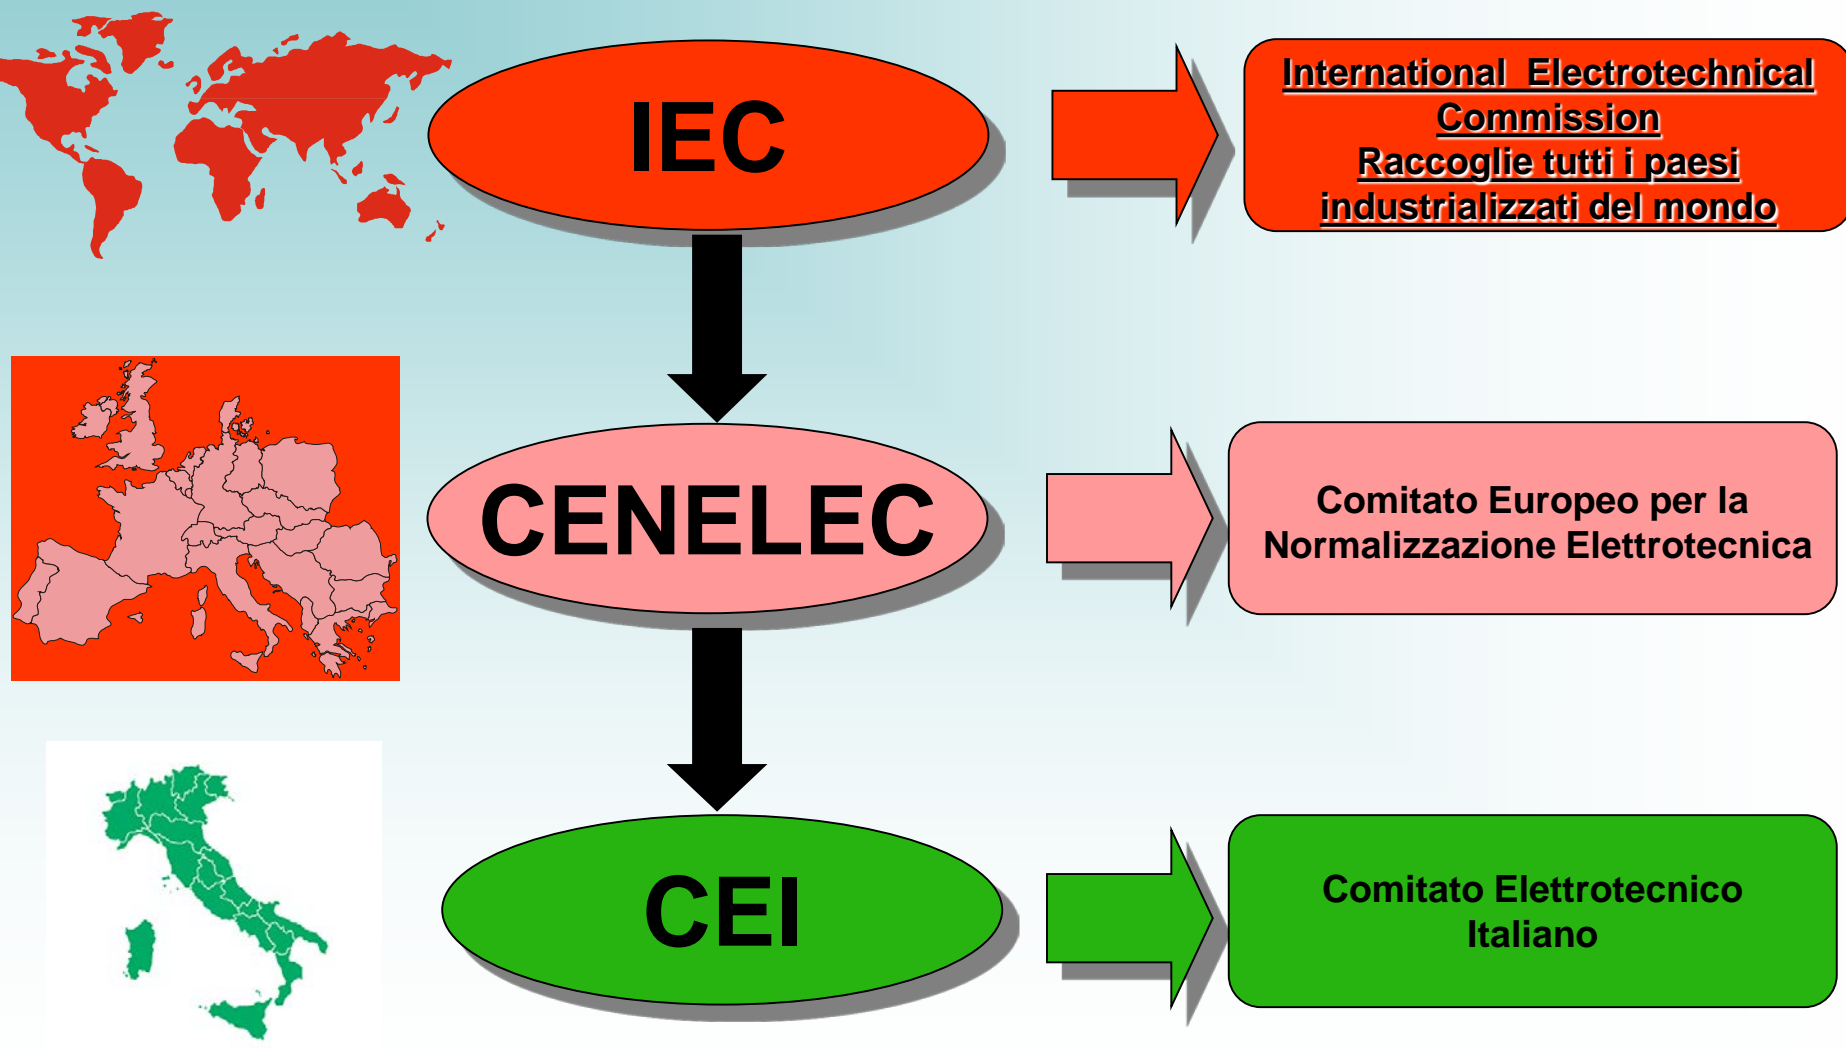 IEC
International Electrotechnical
Commission
Raccoglie tutti i paesi
industrializzati del mondo
CENELEC
Comitato Europeo per la
Normalizzazione Elettrotecnica
CEI
Comitato Elettrotecnico
Italiano